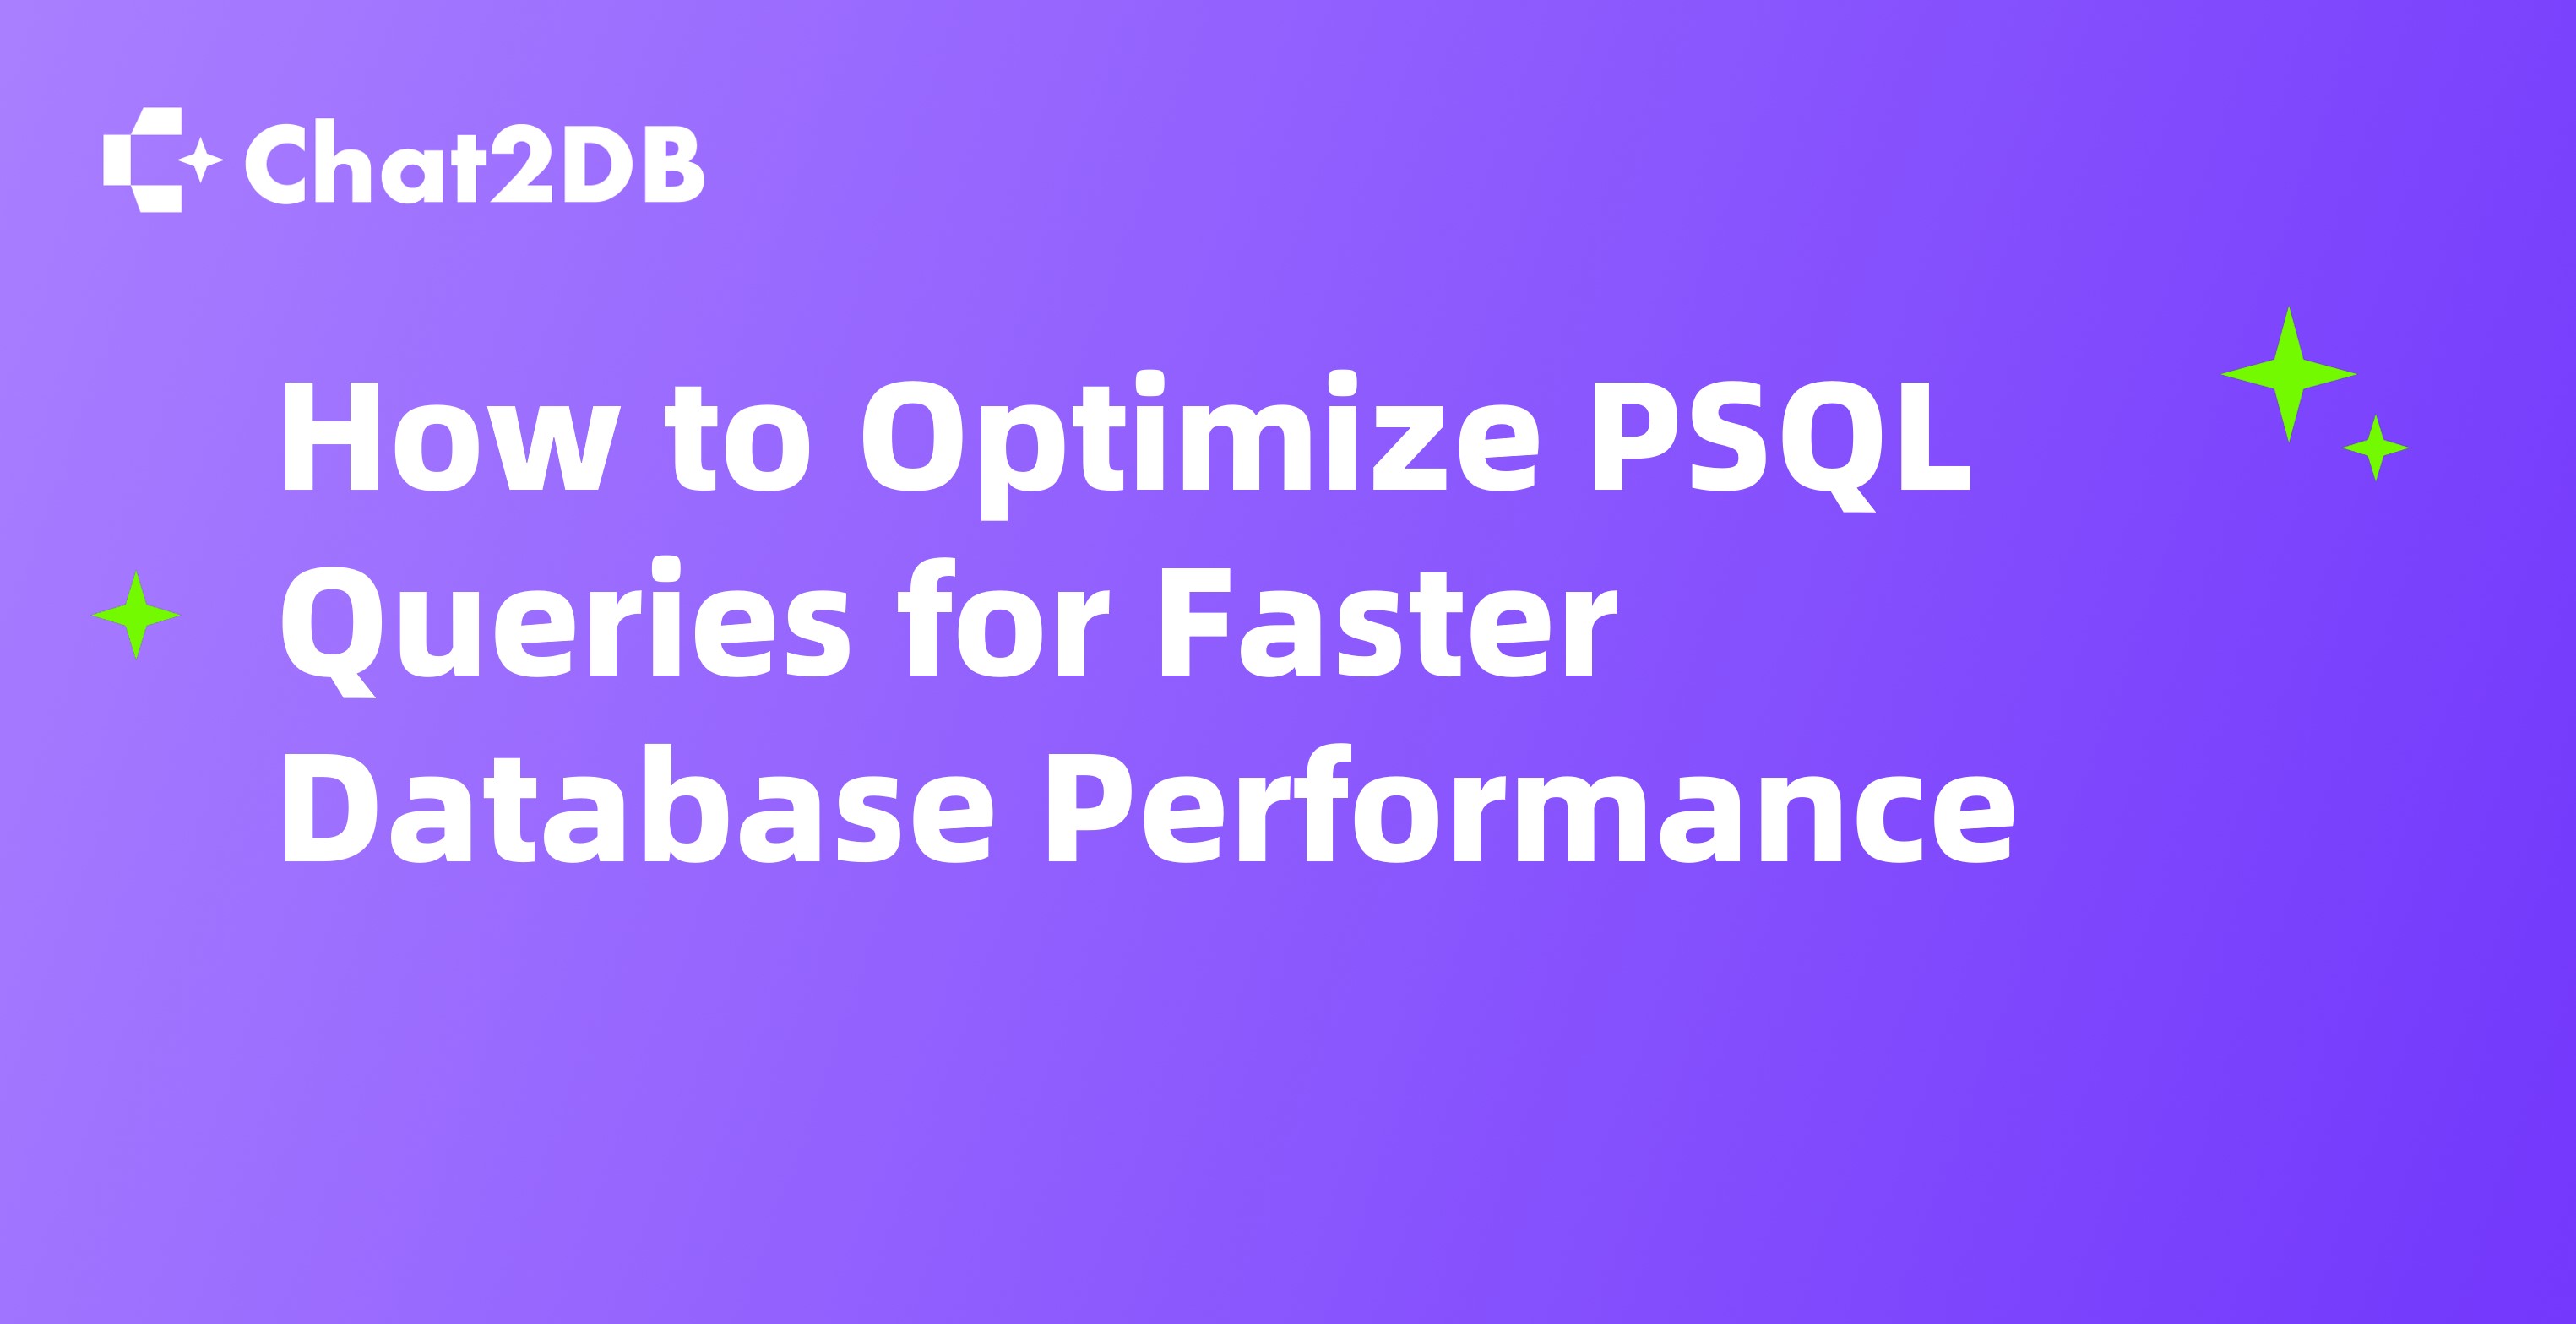 Chat2DB
How to Optimize PSQL
Queries for Faster
Database Performance